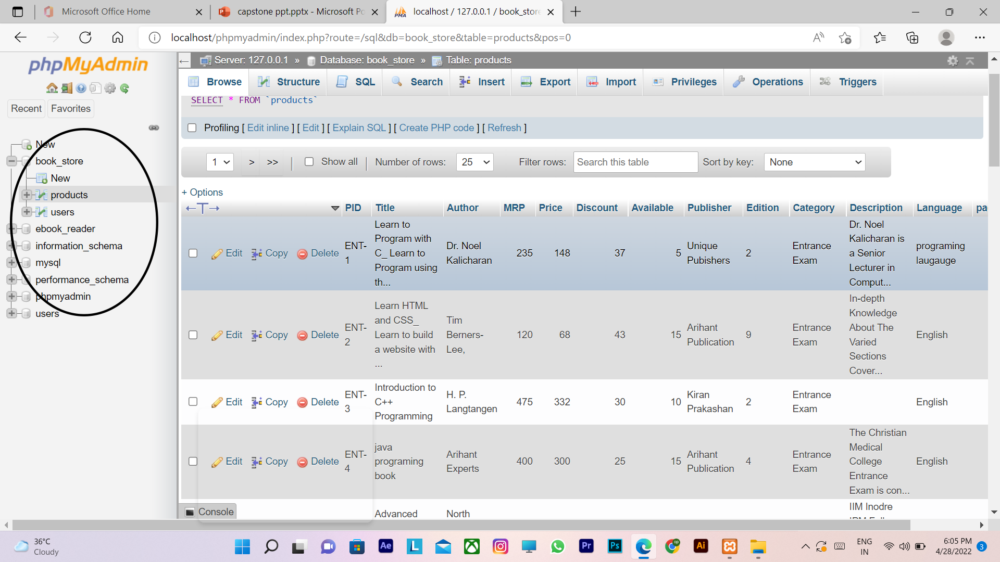 Microsoft Office Home
capstone ppt.pptx - Microsoft Po
PMA localhost / 127.0.0.1 / book_store
localhost/phpmyadmin/index.php?route=/sql&db=book_store&table=products&pos=0
phpMyAdmin
Recent Favorites
New
book_store
New
products
users
ebook_reader
information_schema
mysql
performance_schema
phpmyadmin
users
Server: 127.0.0.1 » Database: book_store » Table: products
Browse Structure SQL Search Insert Export Import Privileges Operations Triggers
SELECT * FROM `products`
Profiling [ Edit inline ] [ Edit ] [ Explain SQL ] [ Create PHP code ] [ Refresh ]
1 > >> Show all Number of rows: 25 Filter rows: Search this table Sort by key: None
+ Options
←T→ PID Title Author MRP Price Discount Available Publisher Edition Category Description Language pa
Edit Copy Delete
ENT-
1
Learn to
Program with
C_ Learn to
Program using
th...
Dr. Noel
Kalicharan
235 148 37 5
Unique
Pubishers
2
Entrance
Exam
Dr. Noel
Kalicharan is
a Senior
Lecturer in
Comput...
programing
laugauge
Edit Copy Delete
ENT-
2
Learn HTML
and CSS_
Learn to build
a website with
...
Tim
Berners-
Lee,
120 68 43 15
Arihant
Publication
9
Entrance
Exam
In-depth
Knowledge
About The
Varied
Sections
Cover...
English
Edit Copy Delete
ENT-
3
Introduction to
C++
Programming
H. P.
Langtangen
475 332 30 10
Kiran
Prakashan
2
Entrance
Exam
English
Edit Copy Delete
ENT-
4
java
programing
book
Arihant
Experts
400 300 25 15
Arihant
Publication
4
Entrance
Exam
The Christian
Medical
College
Entrance
Exam is con...
English
Advanced
North
IIM Inodre
Console
36°C
Cloudy
Ae
L
Pr
Ps
OP
Ai
ENG
IN
6:05 PM
4/28/2022
3